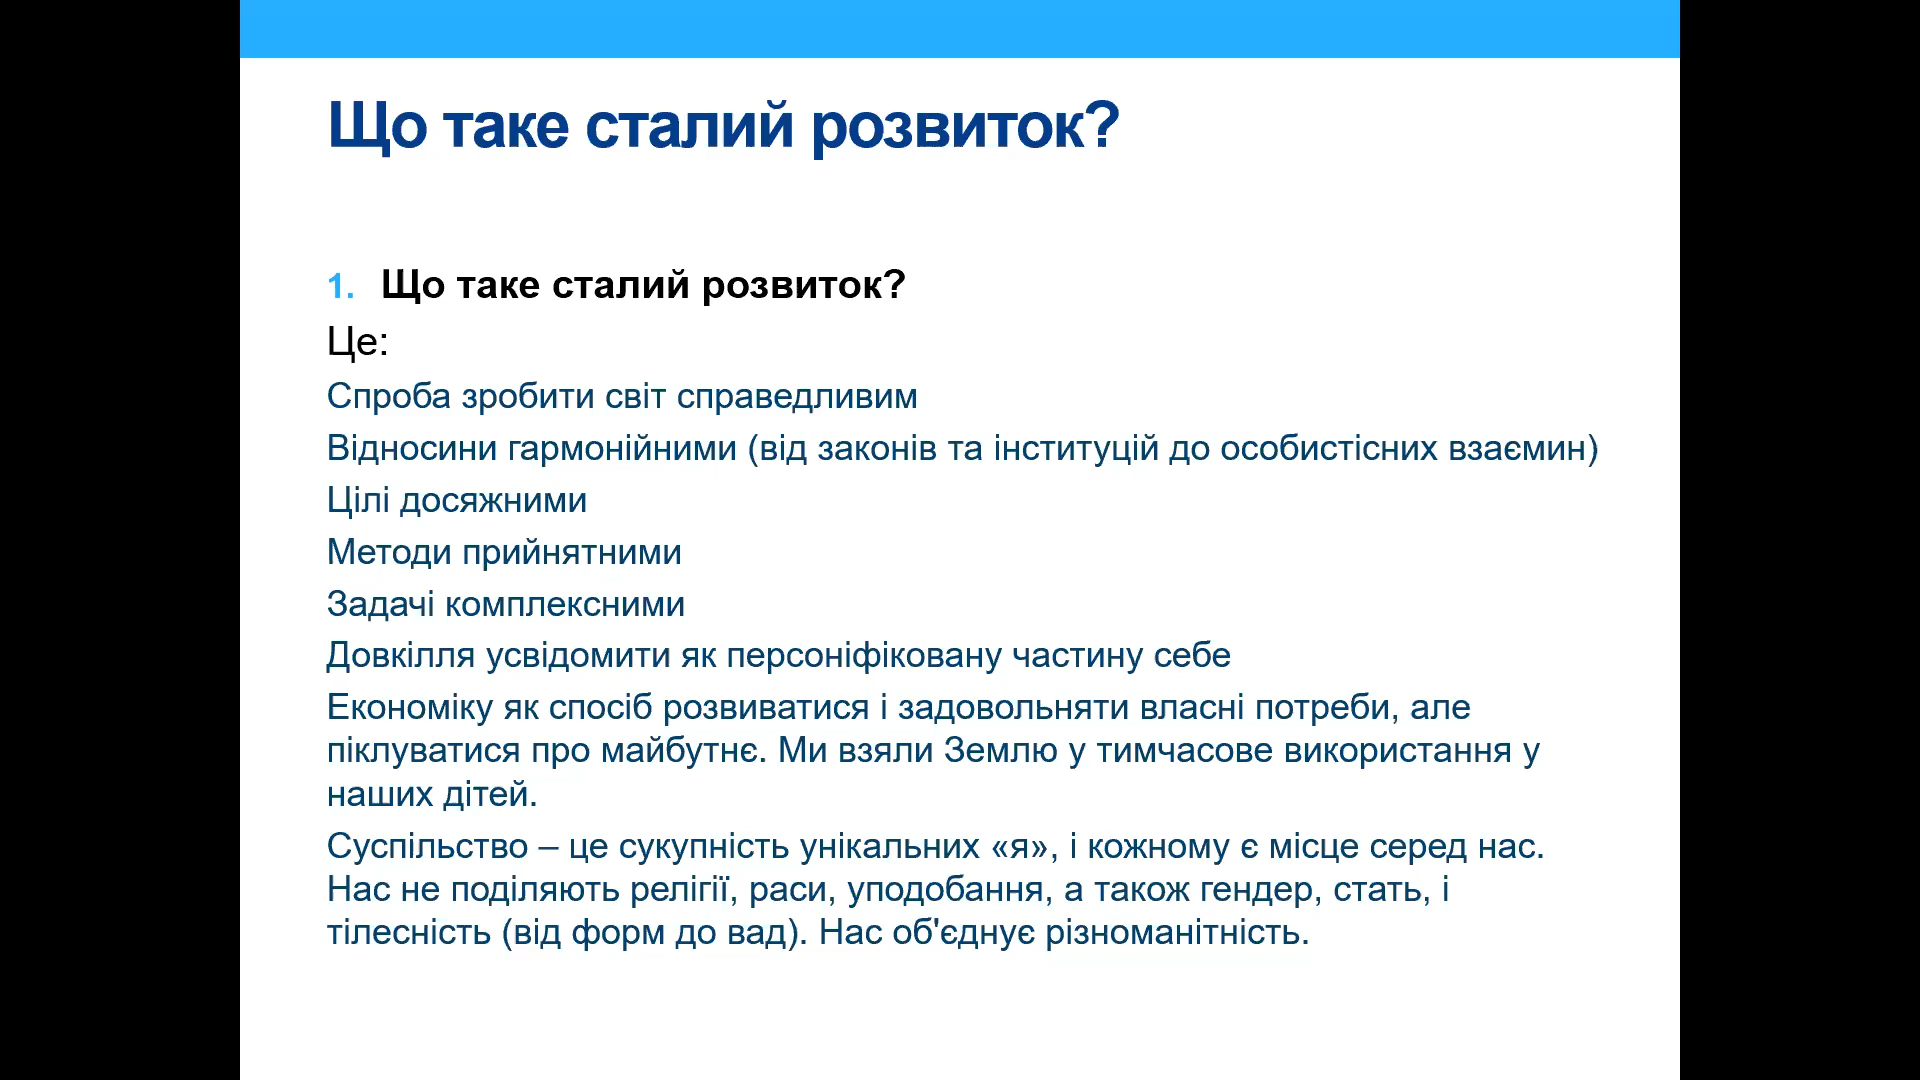 Що таке сталий розвиток?
1. Що таке сталий розвиток?
Це:
Спроба зробити світ справедливим
Відносини гармонійними (від законів та інституцій до особистісних взаємин)
Цілі досяжними
Методи прийнятними
Задачі комплексними
Довкілля усвідомити як персоніфіковану частину себе
Економіку як спосіб розвиватися і задовольняти власні потреби, але
піклуватися про майбутнє. Ми взяли Землю у тимчасове використання у
наших дітей.
Суспільство – це сукупність унікальних «я», і кожному є місце серед нас.
Нас не поділяють релігії, раси, уподобання, а також гендер, стать, і
тілесність (від форм до вад). Нас об'єднує різноманітність.